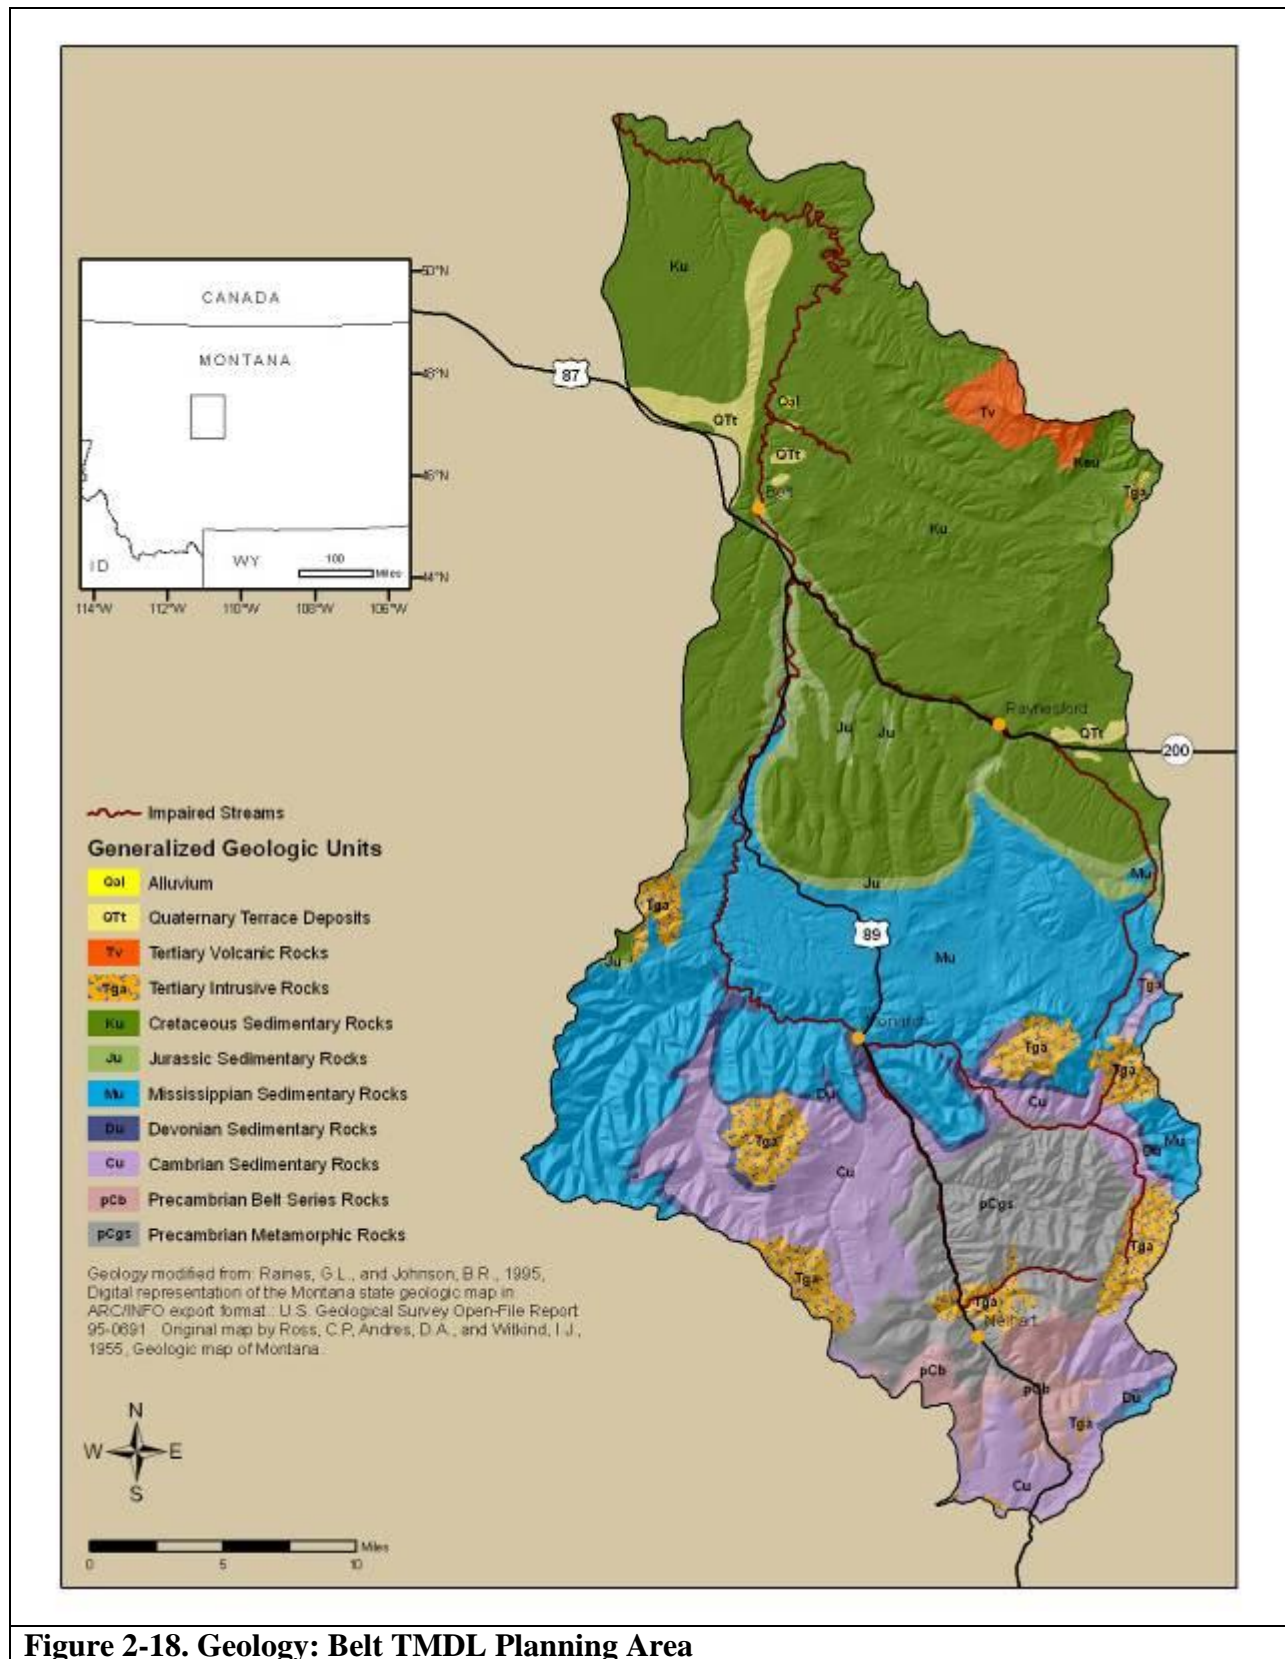 CANADA
MONTANA
ID
WY
100
Miles
50°N
48°N
46°N
44°N
114°W
112°W
110°W
108°W
106°W
87
Ku
QTt
Qal
QTt
Belt
Tv
Kau
Tga
Ku
Raynesford
QTt
200
Ju
Ju
Mu
Ju
Tga
Ju
89
Mu
Tga
Monarch
Tga
Tga
Du
Cu
Tga
Cu
Du
Mu
pCgs
Tga
Tga
Tga
Neihart
pCb
pCb
Du
Tga
Cu
Impaired Streams
Generalized Geologic Units
Qal Alluvium
QTt Quaternary Terrace Deposits
Tv Tertiary Volcanic Rocks
Tga Tertiary Intrusive Rocks
Ku Cretaceous Sedimentary Rocks
Ju Jurassic Sedimentary Rocks
Mu Mississippian Sedimentary Rocks
Du Devonian Sedimentary Rocks
Cu Cambrian Sedimentary Rocks
pCb Precambrian Belt Series Rocks
pCgs Precambrian Metamorphic Rocks
Geology modified from: Raines, G.L., and Johnson, B.R., 1995,
Digital representation of the Montana state geologic map in
ARC/INFO export format.: U.S. Geological Survey Open-File Report
95-0691. Original map by Ross, C.P, Andres, D.A., and Witkind, I.J.,
1955, Geologic map of Montana.
N
W E
S
Miles
0 5 10
Figure 2-18. Geology: Belt TMDL Planning Area